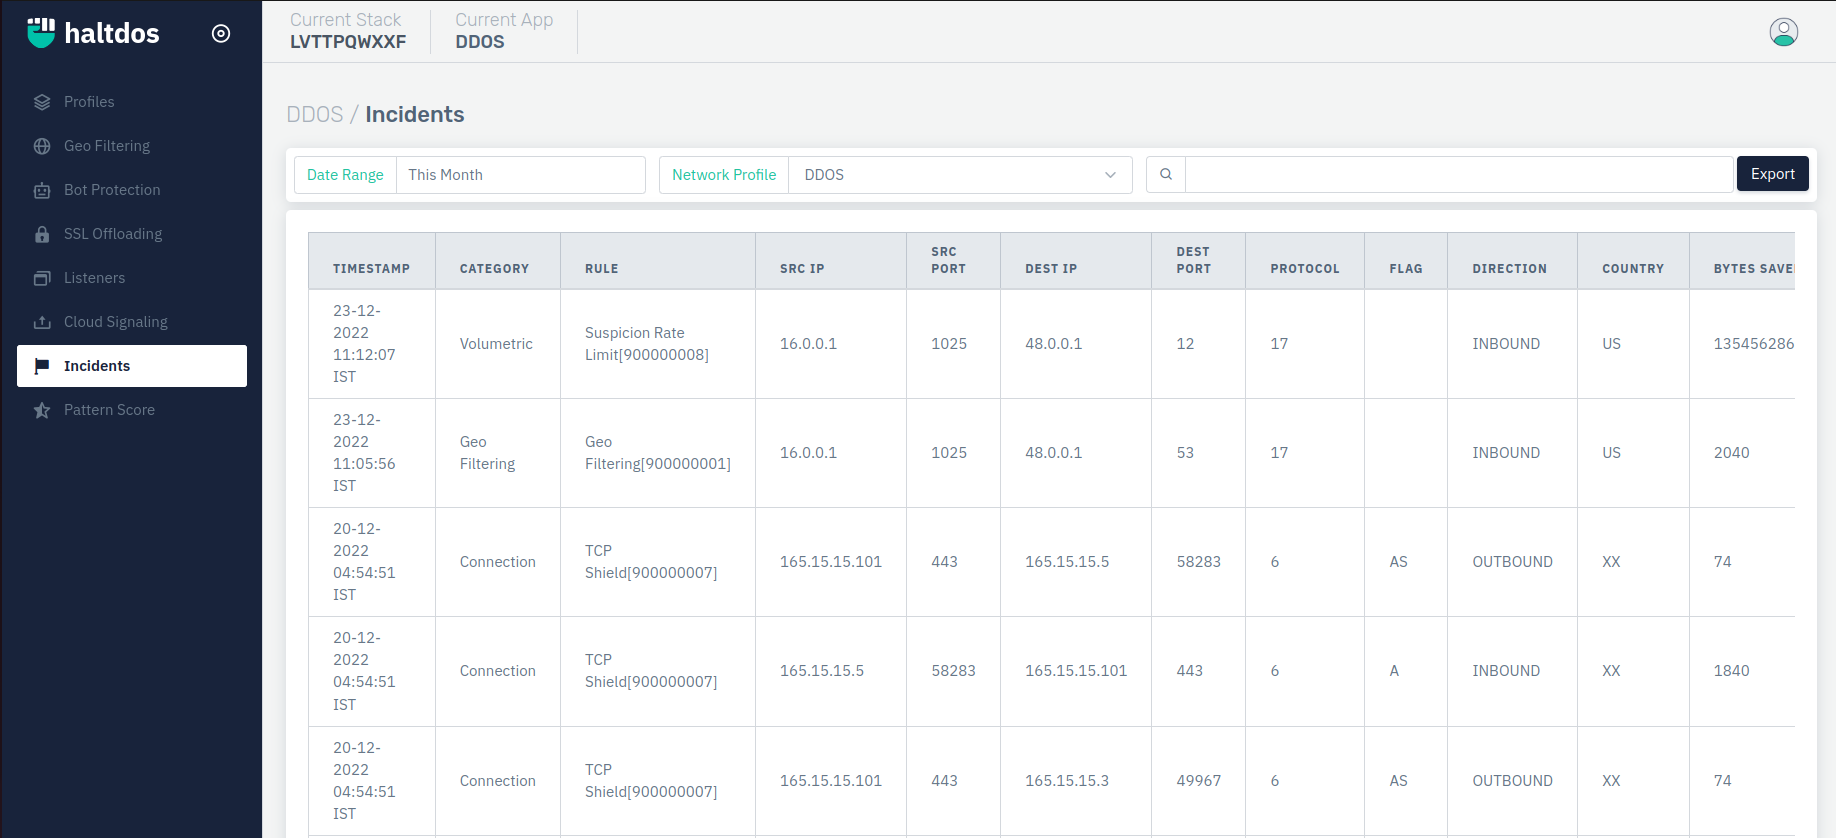 haltdos
Current Stack
LVTTPQWXXF
Current App
DDOS
Profiles
Geo Filtering
Bot Protection
SSL Offloading
Listeners
Cloud Signaling
Incidents
Pattern Score
DDOS / Incidents
Date Range This Month
Network Profile DDOS
Export
TIMESTAMP CATEGORY RULE SRC IP SRC PORT DEST IP DEST PORT PROTOCOL FLAG DIRECTION COUNTRY BYTES SAVE
23-12-2022 11:12:07 IST Volumetric Suspicion Rate Limit[900000008] 16.0.0.1 1025 48.0.0.1 12 17 INBOUND US 135456286
23-12-2022 11:05:56 IST Geo Filtering Geo Filtering[900000001] 16.0.0.1 1025 48.0.0.1 53 17 INBOUND US 2040
20-12-2022 04:54:51 IST Connection TCP Shield[900000007] 165.15.15.101 443 165.15.15.5 58283 6 AS OUTBOUND XX 74
20-12-2022 04:54:51 IST Connection TCP Shield[900000007] 165.15.15.5 58283 165.15.15.101 443 6 A INBOUND XX 1840
20-12-2022 04:54:51 IST Connection TCP Shield[900000007] 165.15.15.101 443 165.15.15.3 49967 6 AS OUTBOUND XX 74